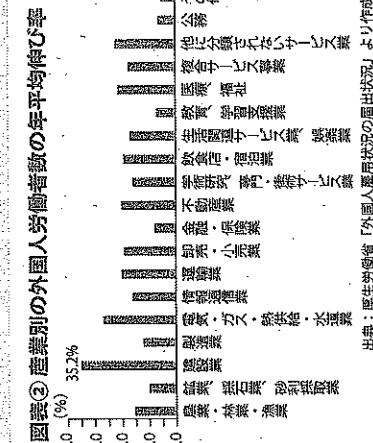 図表② 産業別の外国人労働者数の年平均伸び率
(%)
35.2%
農業・林業・漁業
鉱業、採石業、砂利採取業
建設業
製造業
電気・ガス・熱供給・水道業
情報通信業
運輸業
卸売・小売業
金融・保険業
不動産業
学術研究、専門・技術サービス業
飲食店・宿泊業
生活関連サービス業、娯楽業
教育、学習支援業
医療、福祉
複合サービス事業
他に分類されないサービス業
公務
出典：厚生労働省「外国人雇用状況の届出状況」より作成